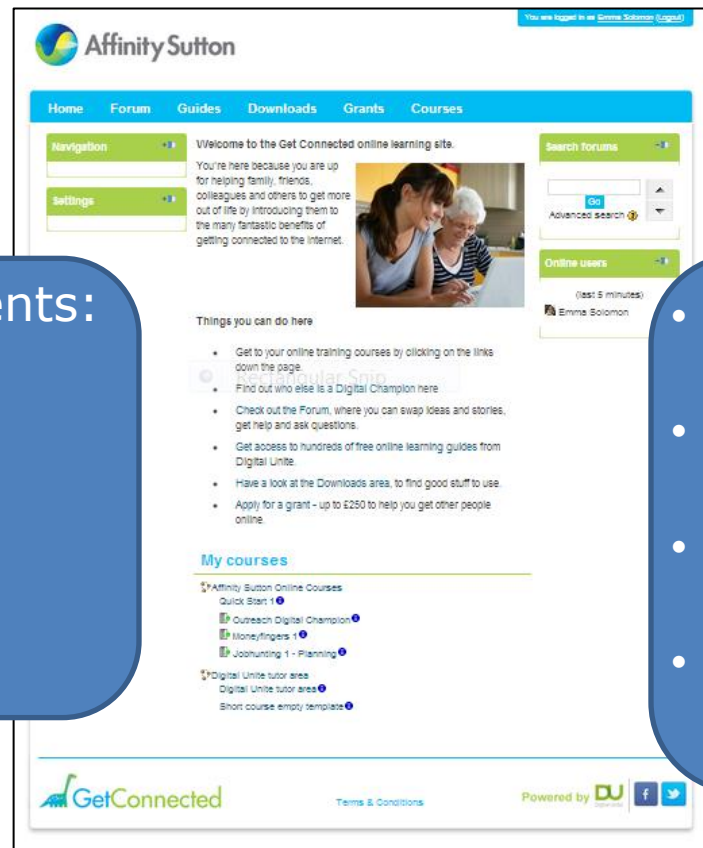 You are logged in as Emma Solomon (Logout)
Affinity Sutton
Home Forum Guides Downloads Grants Courses
Navigation
Settings
Welcome to the Get Connected online learning site.
You're here because you are up
for helping family, friends,
colleagues and others to get more
out of life by introducing them to
the many fantastic benefits of
getting connected to the internet.
Search forums
Go
Advanced search
Online users
(last 5 minutes)
Emma Solomon
ents:
Things you can do here
Rectangular Snip
• Get to your online training courses by clicking on the links
down the page.
• Find out who else is a Digital Champion here
• Check out the Forum, where you can swap ideas and stories,
get help and ask questions.
• Get access to hundreds of free online learning guides from
Digital Unite.
• Have a look at the Downloads area, to find good stuff to use.
• Apply for a grant - up to £250 to help you get other people
online.
My courses
Affinity Sutton Online Courses
Quick Start 1
Outreach Digital Champion
Moneyfingers 1
Jobhunting 1 - Planning
Digital Unite tutor area
Digital Unite tutor area
Short course empty template
GetConnected
Terms & Conditions
Powered by DU